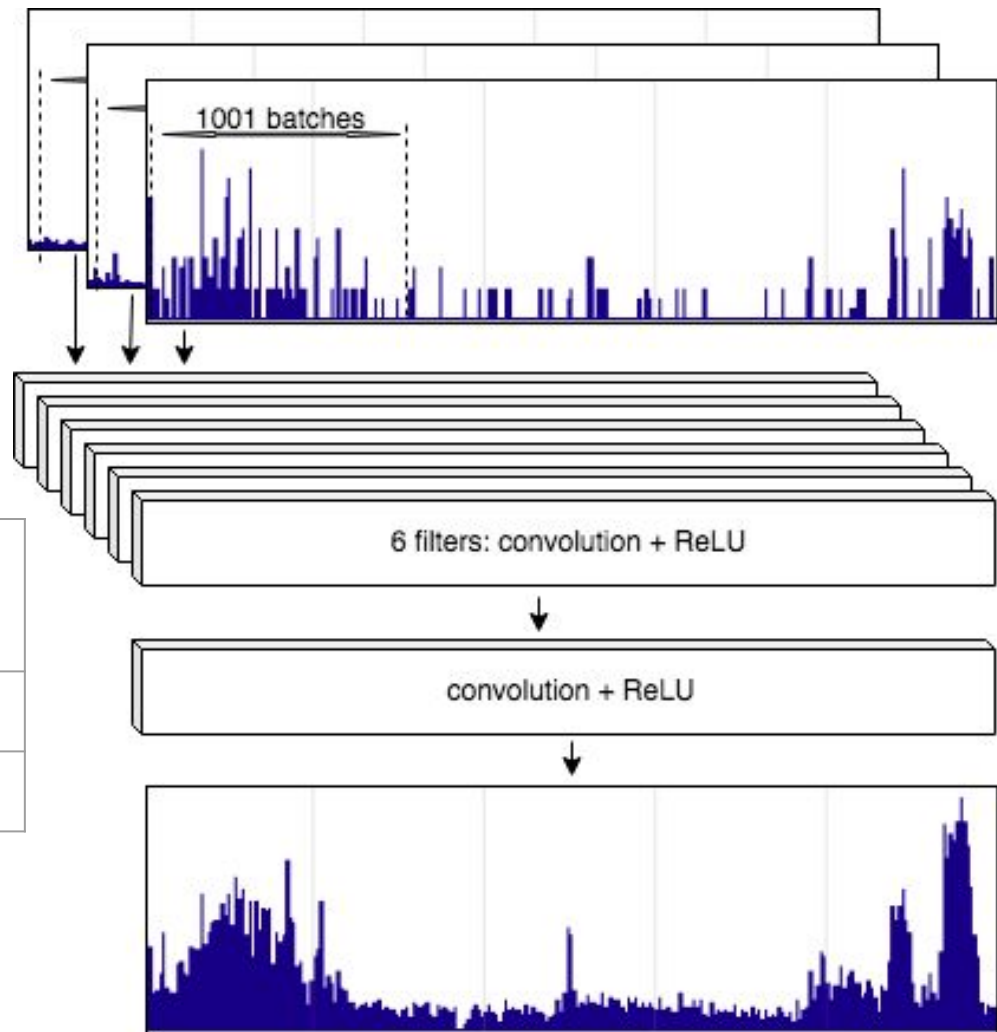 1001 batches
6 filters: convolution + ReLU
convolution + ReLU